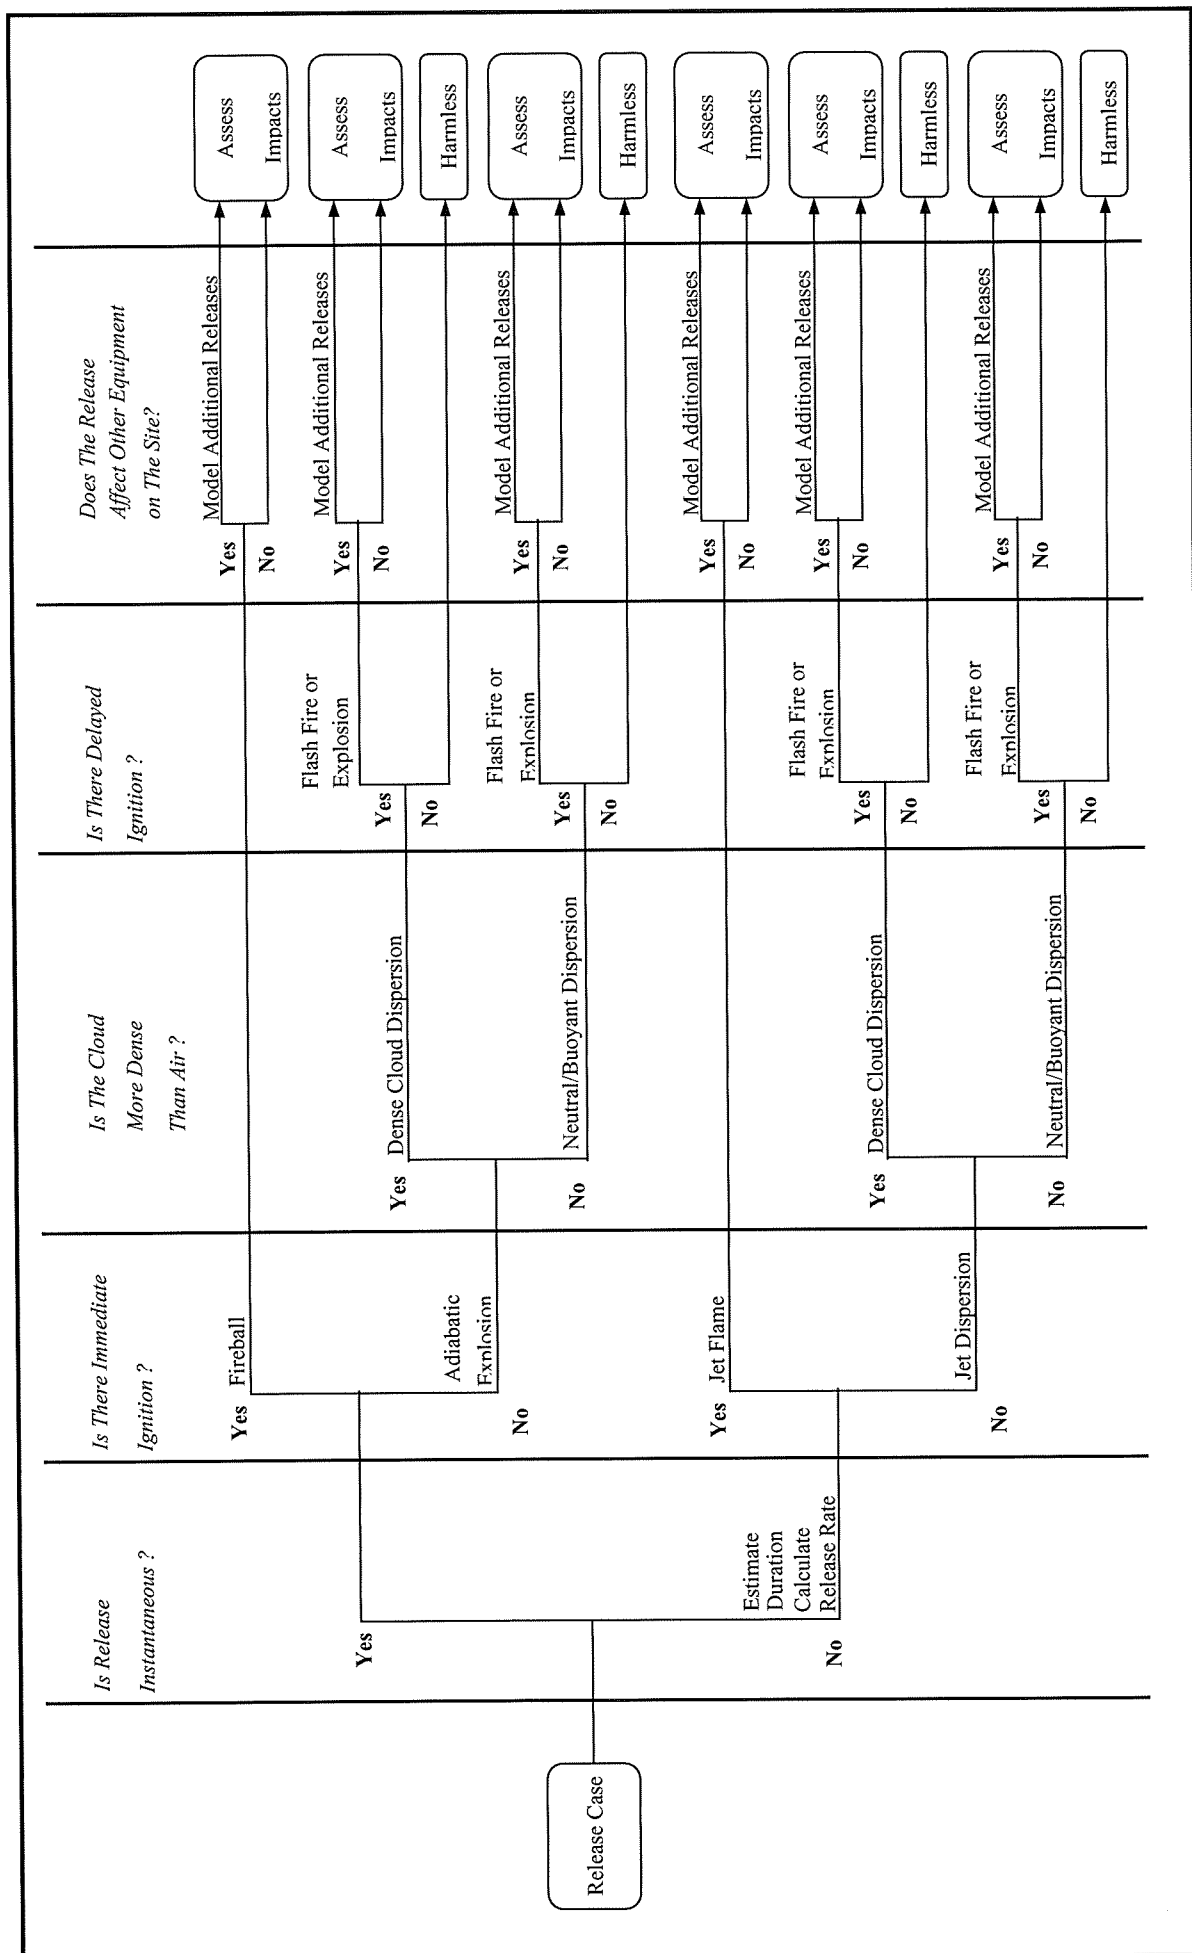 Is Release
Instantaneous ?
Is There Immediate
Ignition ?
Is The Cloud
More Dense
Than Air ?
Is There Delayed
Ignition ?
Does The Release
Affect Other Equipment
on The Site?
Release Case
Yes
No
Estimate
Duration
Calculate
Release Rate
Yes
Fireball
No
Adiabatic
Explosion
Yes
Jet Flame
No
Jet Dispersion
Yes
Dense Cloud Dispersion
No
Neutral/Buoyant Dispersion
Yes
Dense Cloud Dispersion
No
Neutral/Buoyant Dispersion
Flash Fire or
Explosion
Yes
No
Flash Fire or
Explosion
Yes
No
Flash Fire or
Explosion
Yes
No
Flash Fire or
Explosion
Yes
No
Yes
Model Additional Releases
No
Yes
Model Additional Releases
No
Yes
Model Additional Releases
No
Yes
Model Additional Releases
No
Yes
Model Additional Releases
No
Yes
Model Additional Releases
No
Assess
Impacts
Assess
Impacts
Harmless
Assess
Impacts
Harmless
Assess
Impacts
Assess
Impacts
Harmless
Assess
Impacts
Harmless